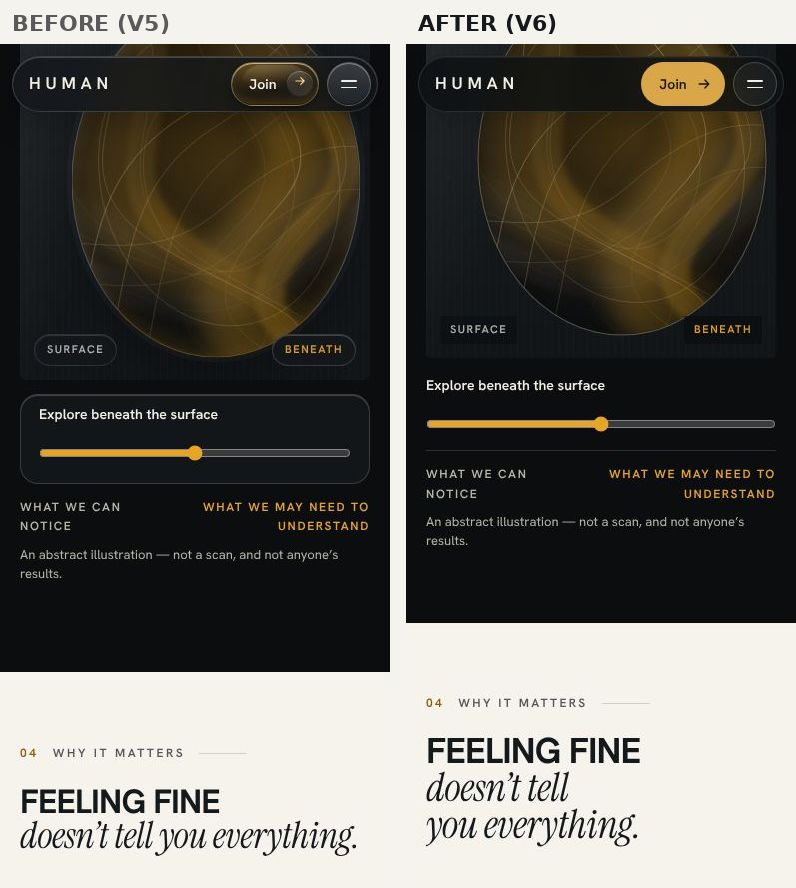 BEFORE (V5)
HUMAN
Join →
SURFACE
BENEATH
Explore beneath the surface
WHAT WE CAN
NOTICE
WHAT WE MAY NEED TO
UNDERSTAND
An abstract illustration — not a scan, and not anyone’s
results.
04 WHY IT MATTERS
FEELING FINE
doesn’t tell you everything.
AFTER (V6)
HUMAN
Join →
SURFACE
BENEATH
Explore beneath the surface
WHAT WE CAN
NOTICE
WHAT WE MAY NEED TO
UNDERSTAND
An abstract illustration — not a scan, and not anyone’s
results.
04 WHY IT MATTERS
FEELING FINE
doesn’t tell
you everything.